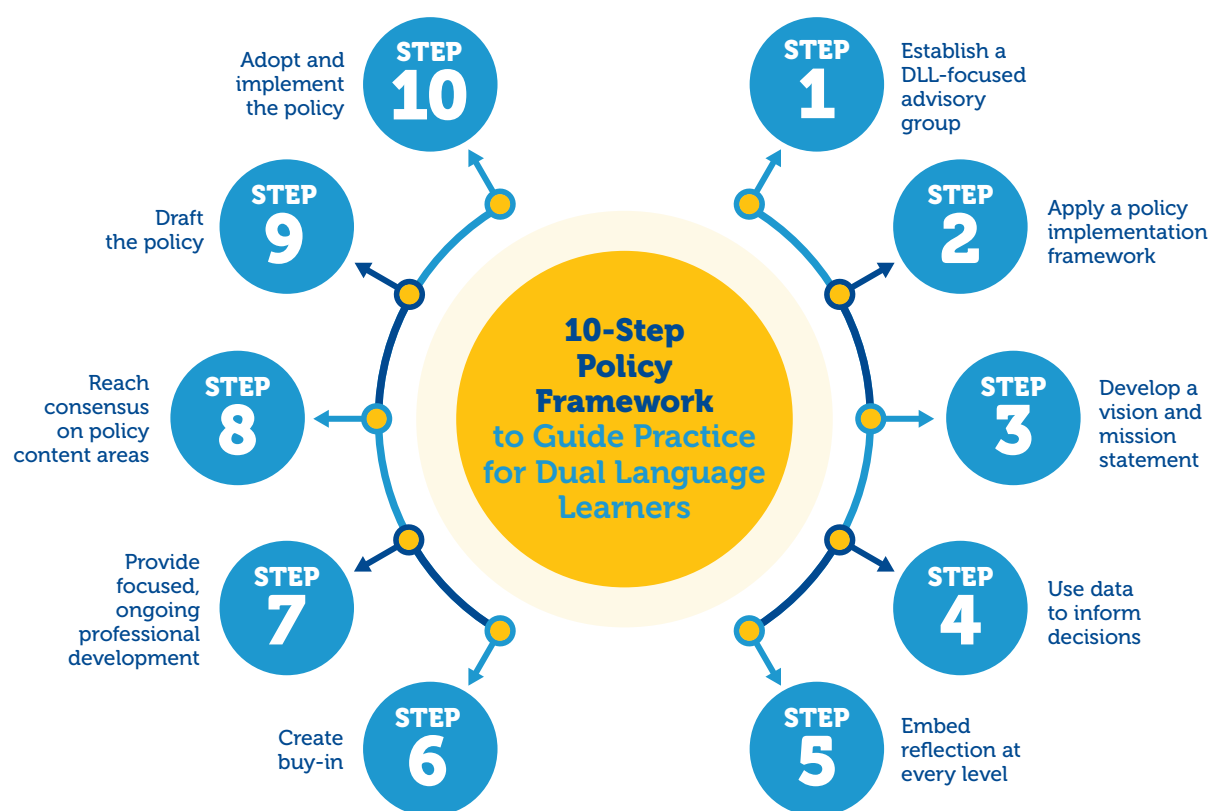 10-Step
Policy
Framework
to Guide Practice
for Dual Language
Learners
STEP
1
Establish a
DLL-focused
advisory
group
STEP
2
Apply a policy
implementation
framework
STEP
3
Develop a
vision and
mission
statement
STEP
4
Use data
to inform
decisions
STEP
5
Embed
reflection at
every level
STEP
6
Create
buy-in
STEP
7
Provide
focused,
ongoing
professional
development
STEP
8
Reach
consensus
on policy
content areas
STEP
9
Draft
the policy
STEP
10
Adopt and
implement
the policy